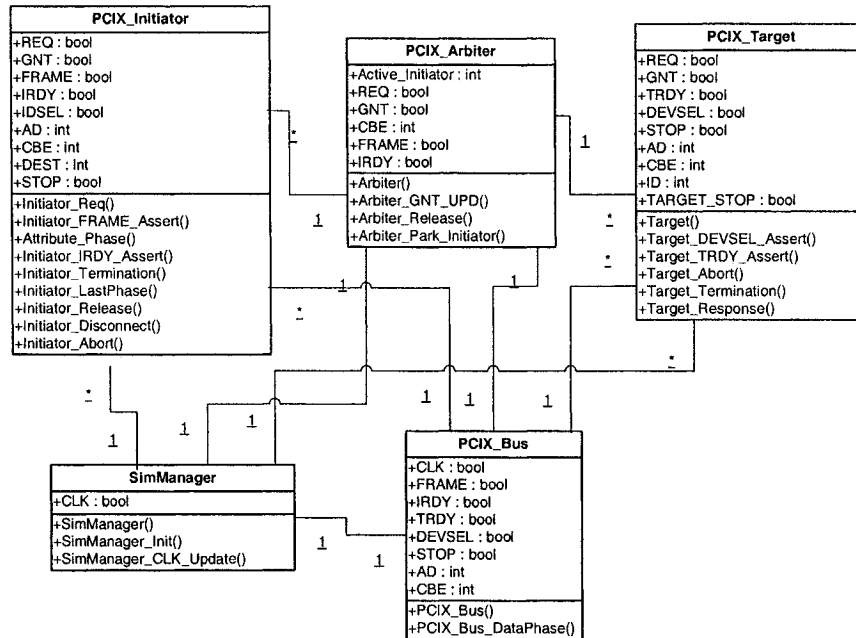 PCIX_Initiator
+REQ : bool
+GNT : bool
+FRAME : bool
+IRDY : bool
+IDSEL : bool
+AD : int
+CBE : int
+DEST : int
+STOP : bool
+Initiator_Req()
+Initiator_FRAME_Assert()
+Attribute_Phase()
+Initiator_IRDY_Assert()
+Initiator_Termination()
+Initiator_LastPhase()
+Initiator_Release()
+Initiator_Disconnect()
+Initiator_Abort()
*
1
PCIX_Arbiter
+Active_Initiator : int
+REQ : bool
+GNT : bool
+CBE : int
+FRAME : bool
+IRDY : bool
+Arbiter()
+Arbiter_GNT_UPD()
+Arbiter_Release()
+Arbiter_Park_Initiator()
1
*
PCIX_Target
+REQ : bool
+GNT : bool
+TRDY : bool
+DEVSEL : bool
+STOP : bool
+AD : int
+CBE : int
+ID : int
+TARGET_STOP : bool
+Target()
+Target_DEVSEL_Assert()
+Target_TRDY_Assert()
+Target_Abort()
+Target_Termination()
+Target_Response()
*
1
1
*
*
*
1
1
1
1
1
1
SimManager
+CLK : bool
+SimManager()
+SimManager_Init()
+SimManager_CLK_Update()
1
1
PCIX_Bus
+CLK : bool
+FRAME : bool
+IRDY : bool
+TRDY : bool
+DEVSEL : bool
+STOP : bool
+AD : int
+CBE : int
+PCIX_Bus()
+PCIX_Bus_DataPhase()